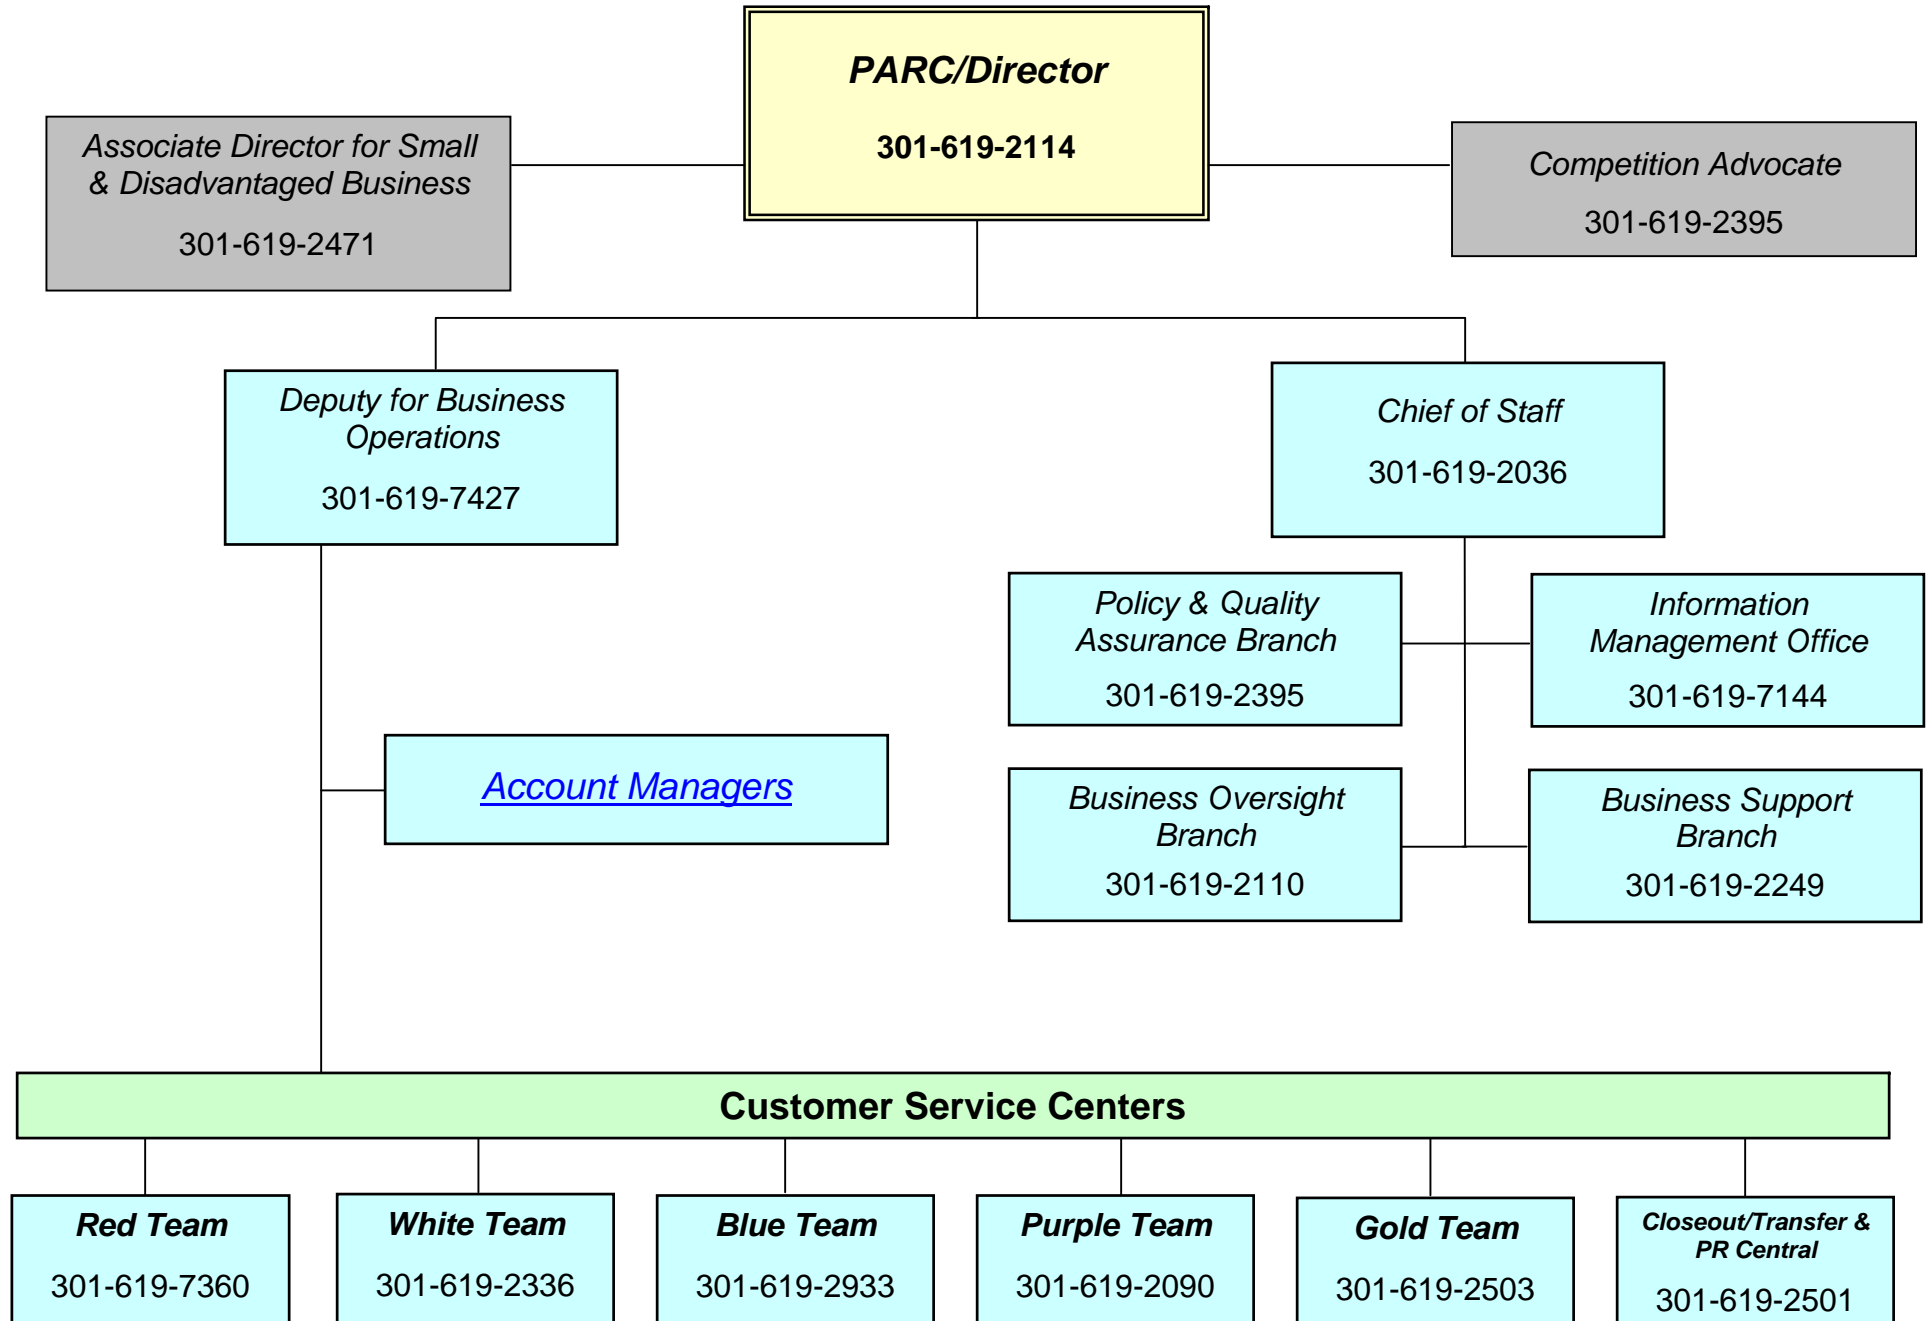 PARC/Director
301-619-2114
Associate Director for Small
& Disadvantaged Business
301-619-2471
Competition Advocate
301-619-2395
Deputy for Business
Operations
301-619-7427
Chief of Staff
301-619-2036
Policy & Quality
Assurance Branch
301-619-2395
Information
Management Office
301-619-7144
Account Managers
Business Oversight
Branch
301-619-2110
Business Support
Branch
301-619-2249
Customer Service Centers
Red Team
301-619-7360
White Team
301-619-2336
Blue Team
301-619-2933
Purple Team
301-619-2090
Gold Team
301-619-2503
Closeout/Transfer &
PR Central
301-619-2501